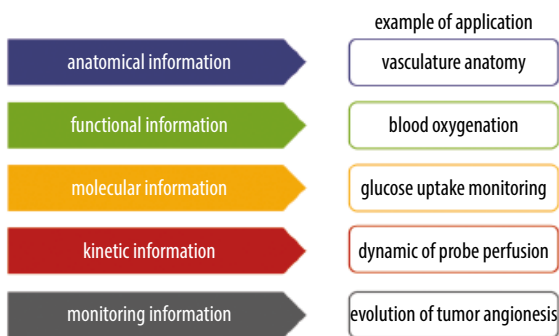 example of application
anatomical information
vasculature anatomy
functional information
blood oxygenation
molecular information
glucose uptake monitoring
kinetic information
dynamic of probe perfusion
monitoring information
evolution of tumor angionesis